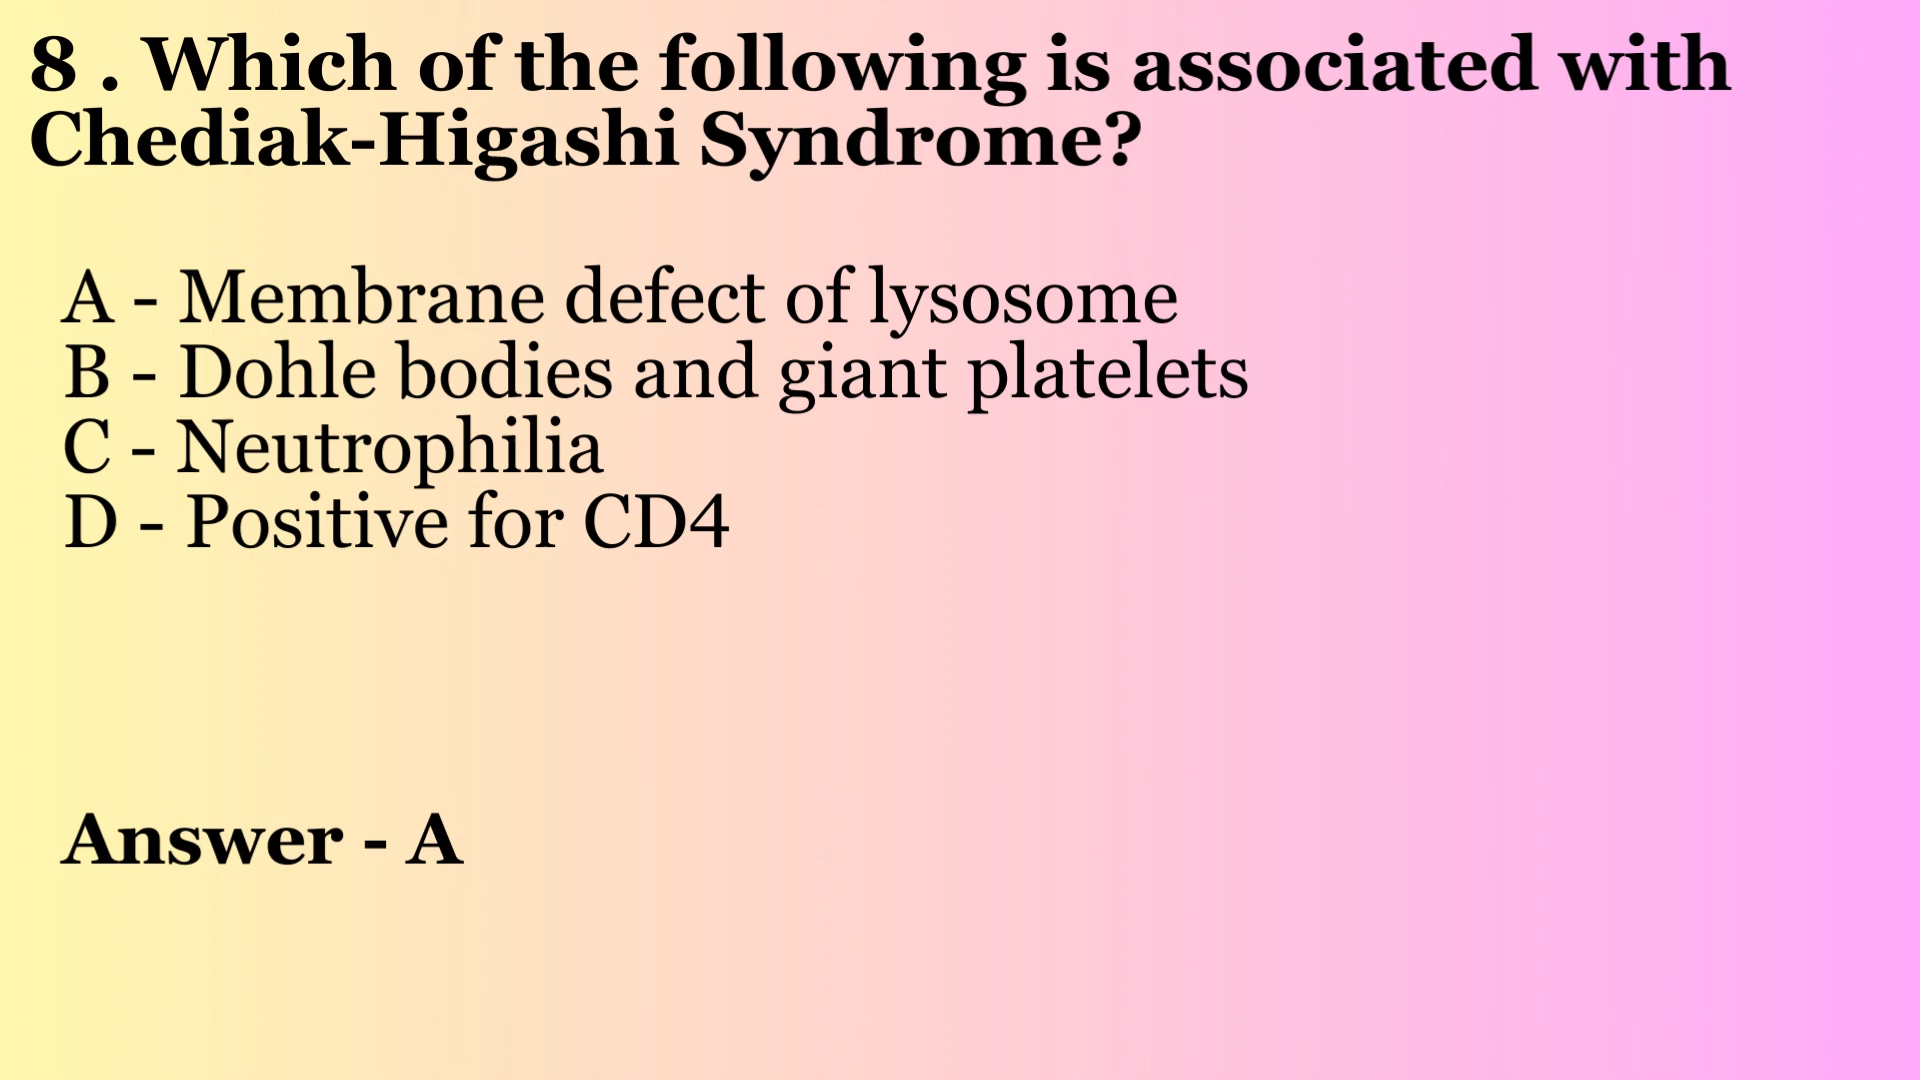 8 . Which of the following is associated with
Chediak-Higashi Syndrome?
A - Membrane defect of lysosome
B - Dohle bodies and giant platelets
C - Neutrophilia
D - Positive for CD4
Answer - A